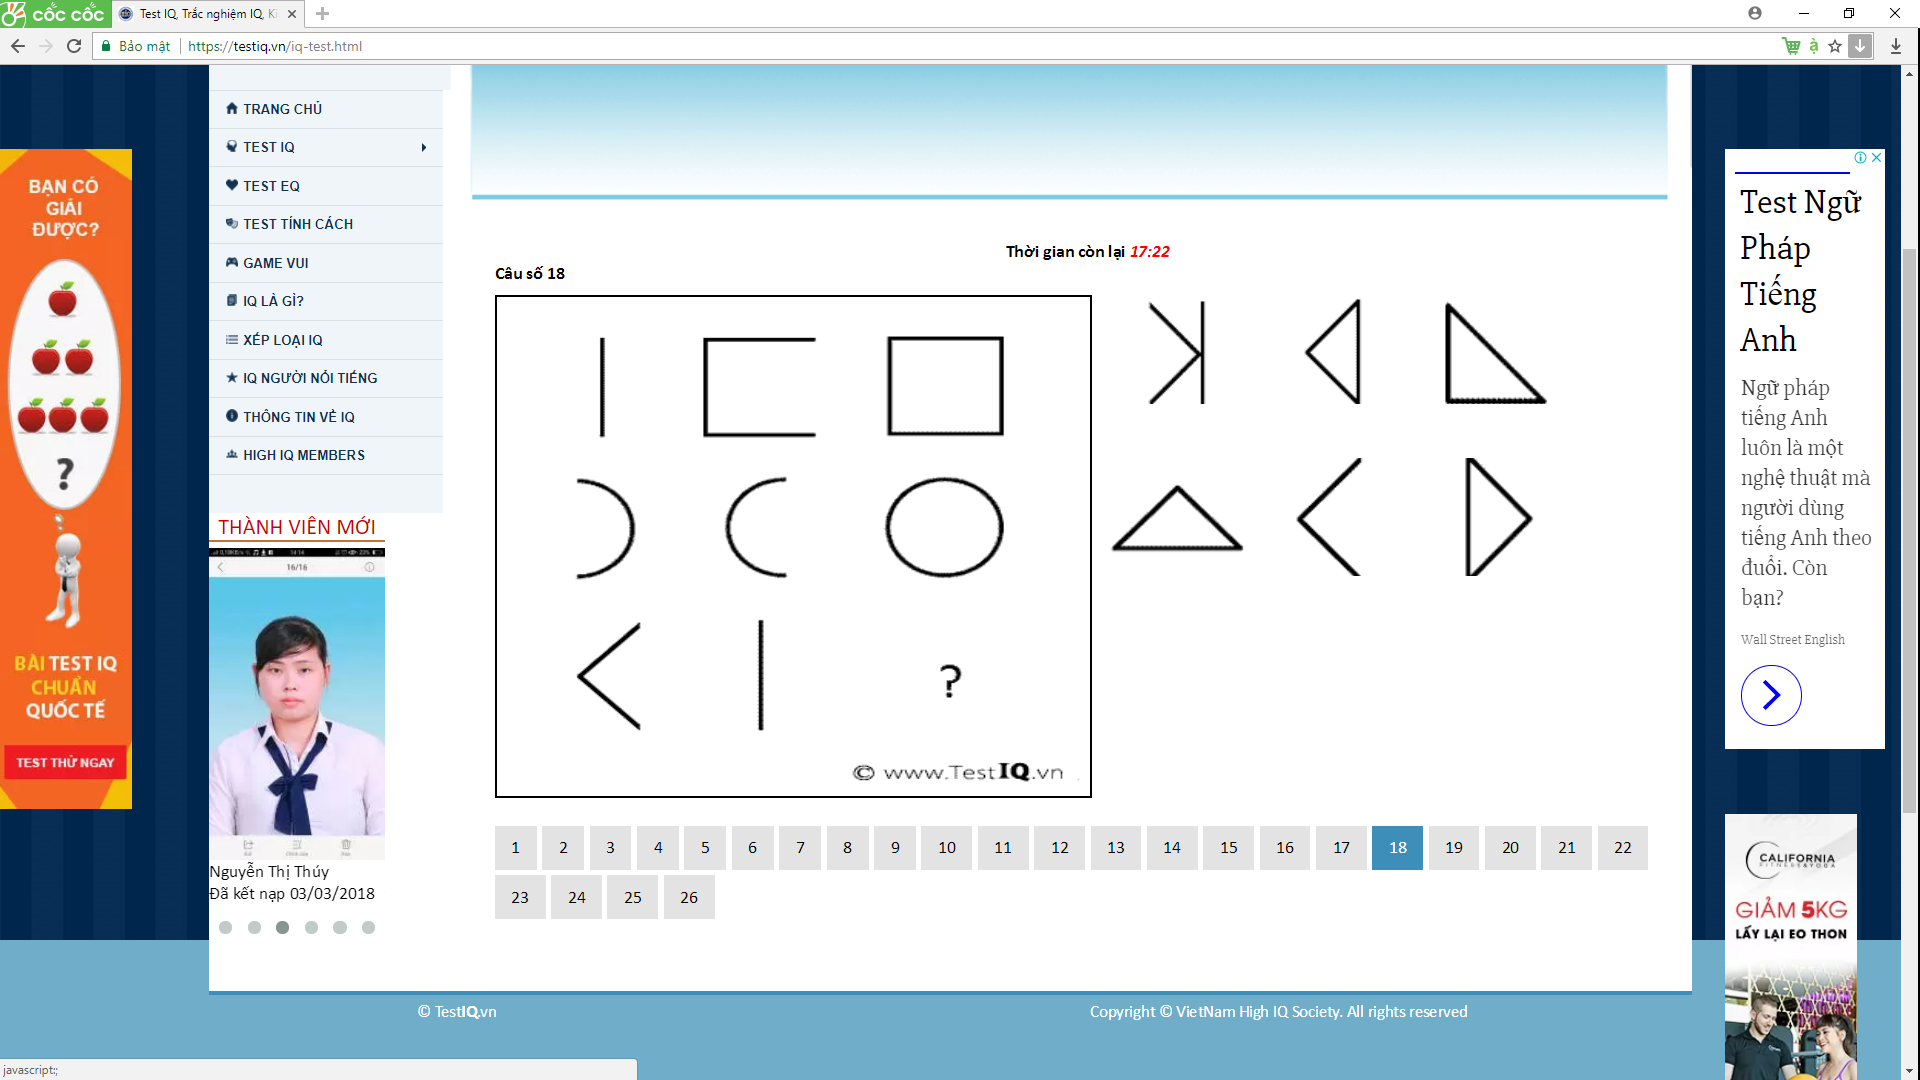 cốc cốc
Test IQ, Trắc nghiệm IQ, Ki
Bảo mật
https://testiq.vn/iq-test.html
TRANG CHỦ
TEST IQ
TEST EQ
TEST TÍNH CÁCH
GAME VUI
IQ LÀ GÌ?
XẾP LOẠI IQ
IQ NGƯỜI NỔI TIẾNG
THÔNG TIN VỀ IQ
HIGH IQ MEMBERS
THÀNH VIÊN MỚI
16/16
Nguyễn Thị Thúy
Đã kết nạp 03/03/2018
BẠN CÓ
GIẢI
ĐƯỢC?
?
BÀI TEST IQ
CHUẨN
QUỐC TẾ
TEST THỬ NGAY
Thời gian còn lại 17:22
Câu số 18
?
© www.TestIQ.vn
1 2 3 4 5 6 7 8 9 10 11 12 13 14 15 16 17 18 19 20 21 22
23 24 25 26
Test Ngữ
Pháp
Tiếng
Anh
Ngữ pháp
tiếng Anh
luôn là một
nghệ thuật mà
người dùng
tiếng Anh theo
đuổi. Còn
bạn?
Wall Street English
CALIFORNIA
FITNESS & YOGA
GIẢM 5KG
LẤY LẠI EO THON
© TestIQ.vn
Copyright © VietNam High IQ Society. All rights reserved
javascript:;